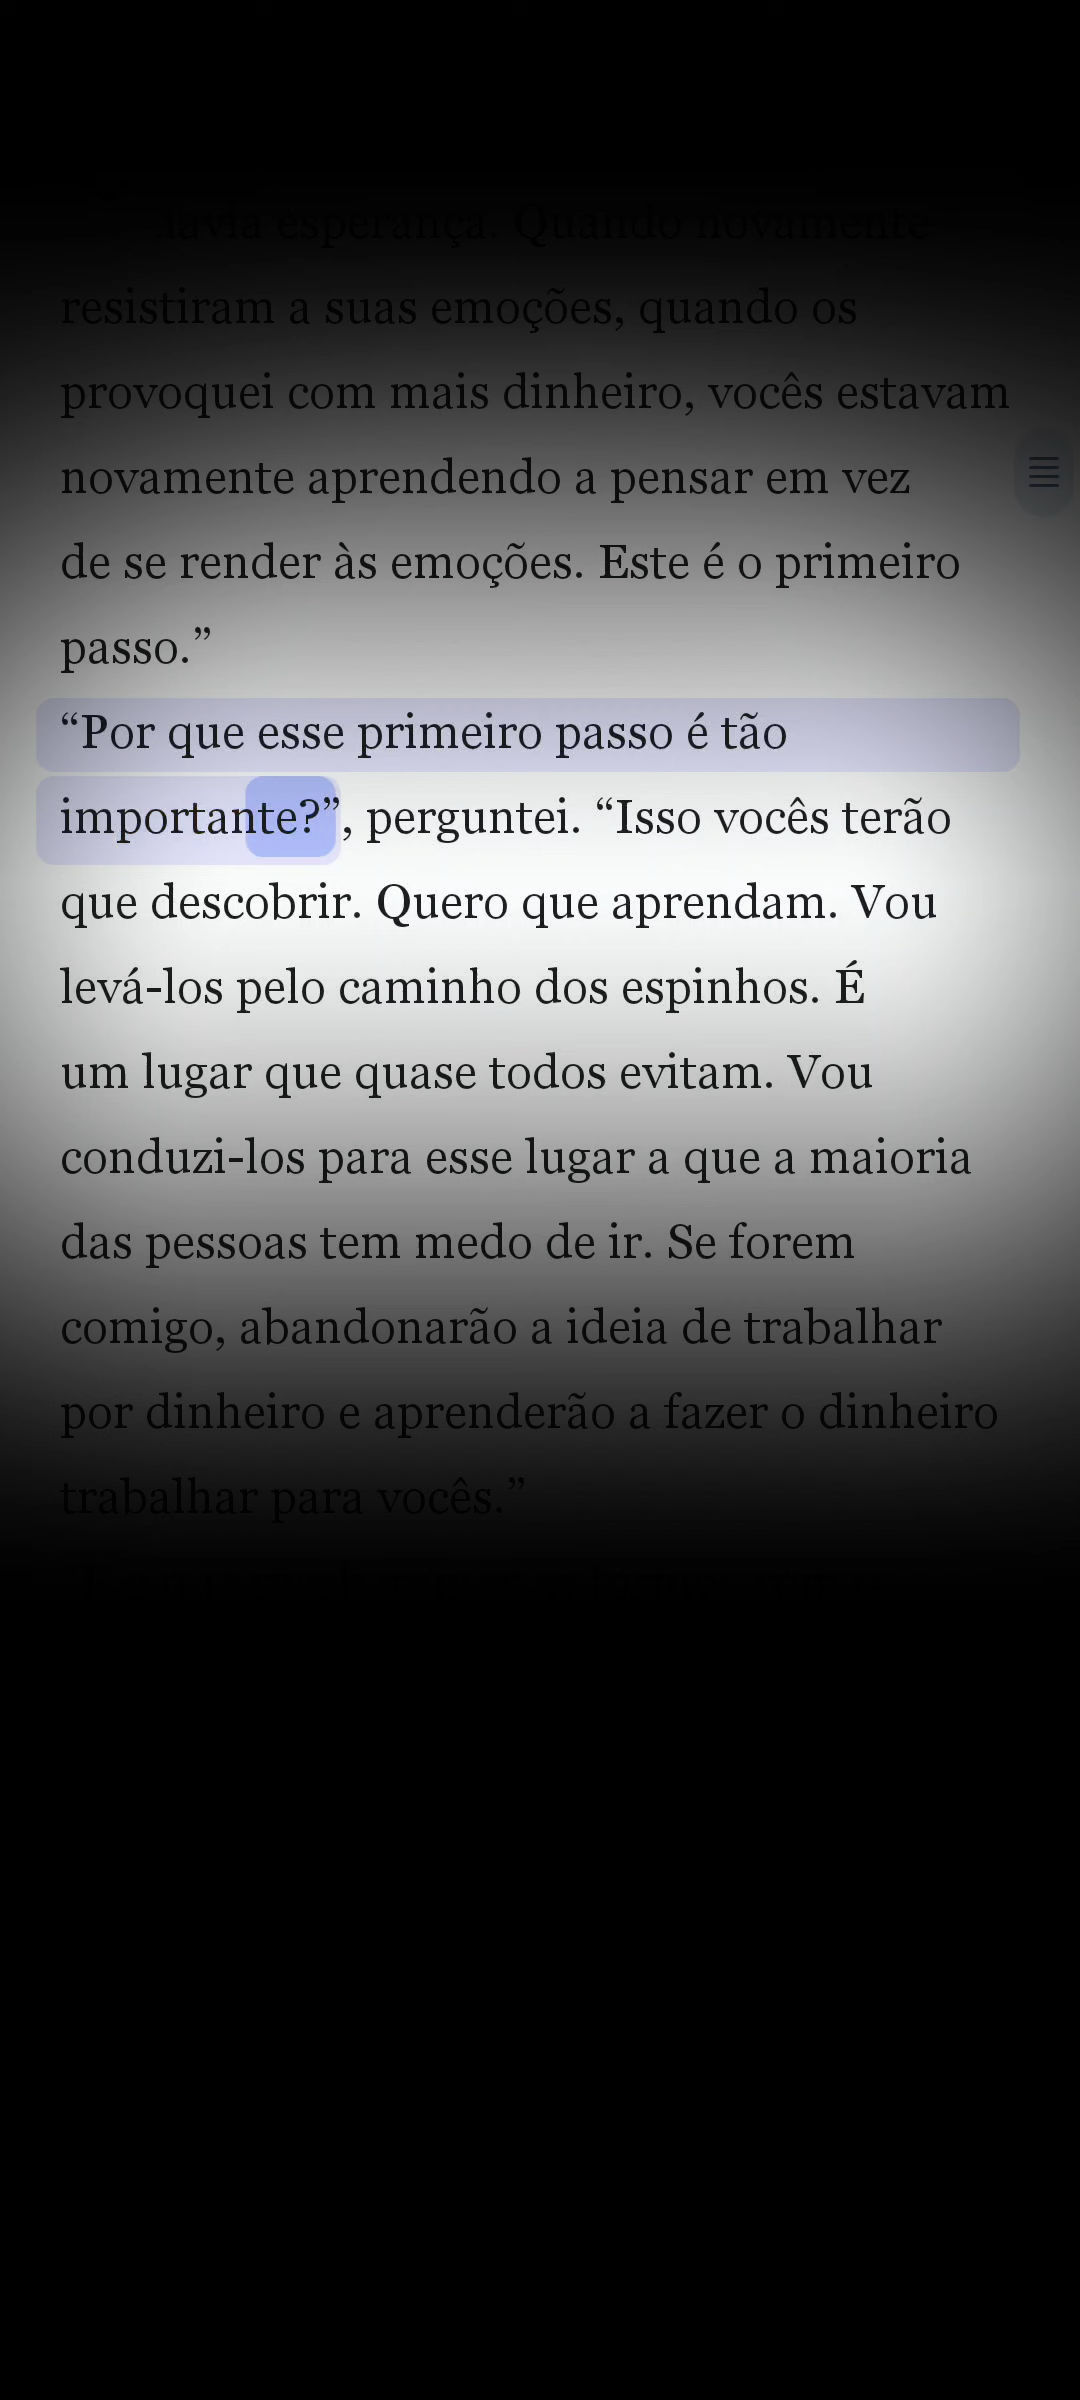 havia esperança. Quando novamente
resistiram a suas emoções, quando os
provoquei com mais dinheiro, vocês estavam
novamente aprendendo a pensar em vez
de se render às emoções. Este é o primeiro
passo.”
“Por que esse primeiro passo é tão
importante?”, perguntei. “Isso vocês terão
que descobrir. Quero que aprendam. Vou
levá-los pelo caminho dos espinhos. É
um lugar que quase todos evitam. Vou
conduzi-los para esse lugar a que a maioria
das pessoas tem medo de ir. Se forem
comigo, abandonarão a ideia de trabalhar
por dinheiro e aprenderão a fazer o dinheiro
trabalhar para vocês.”